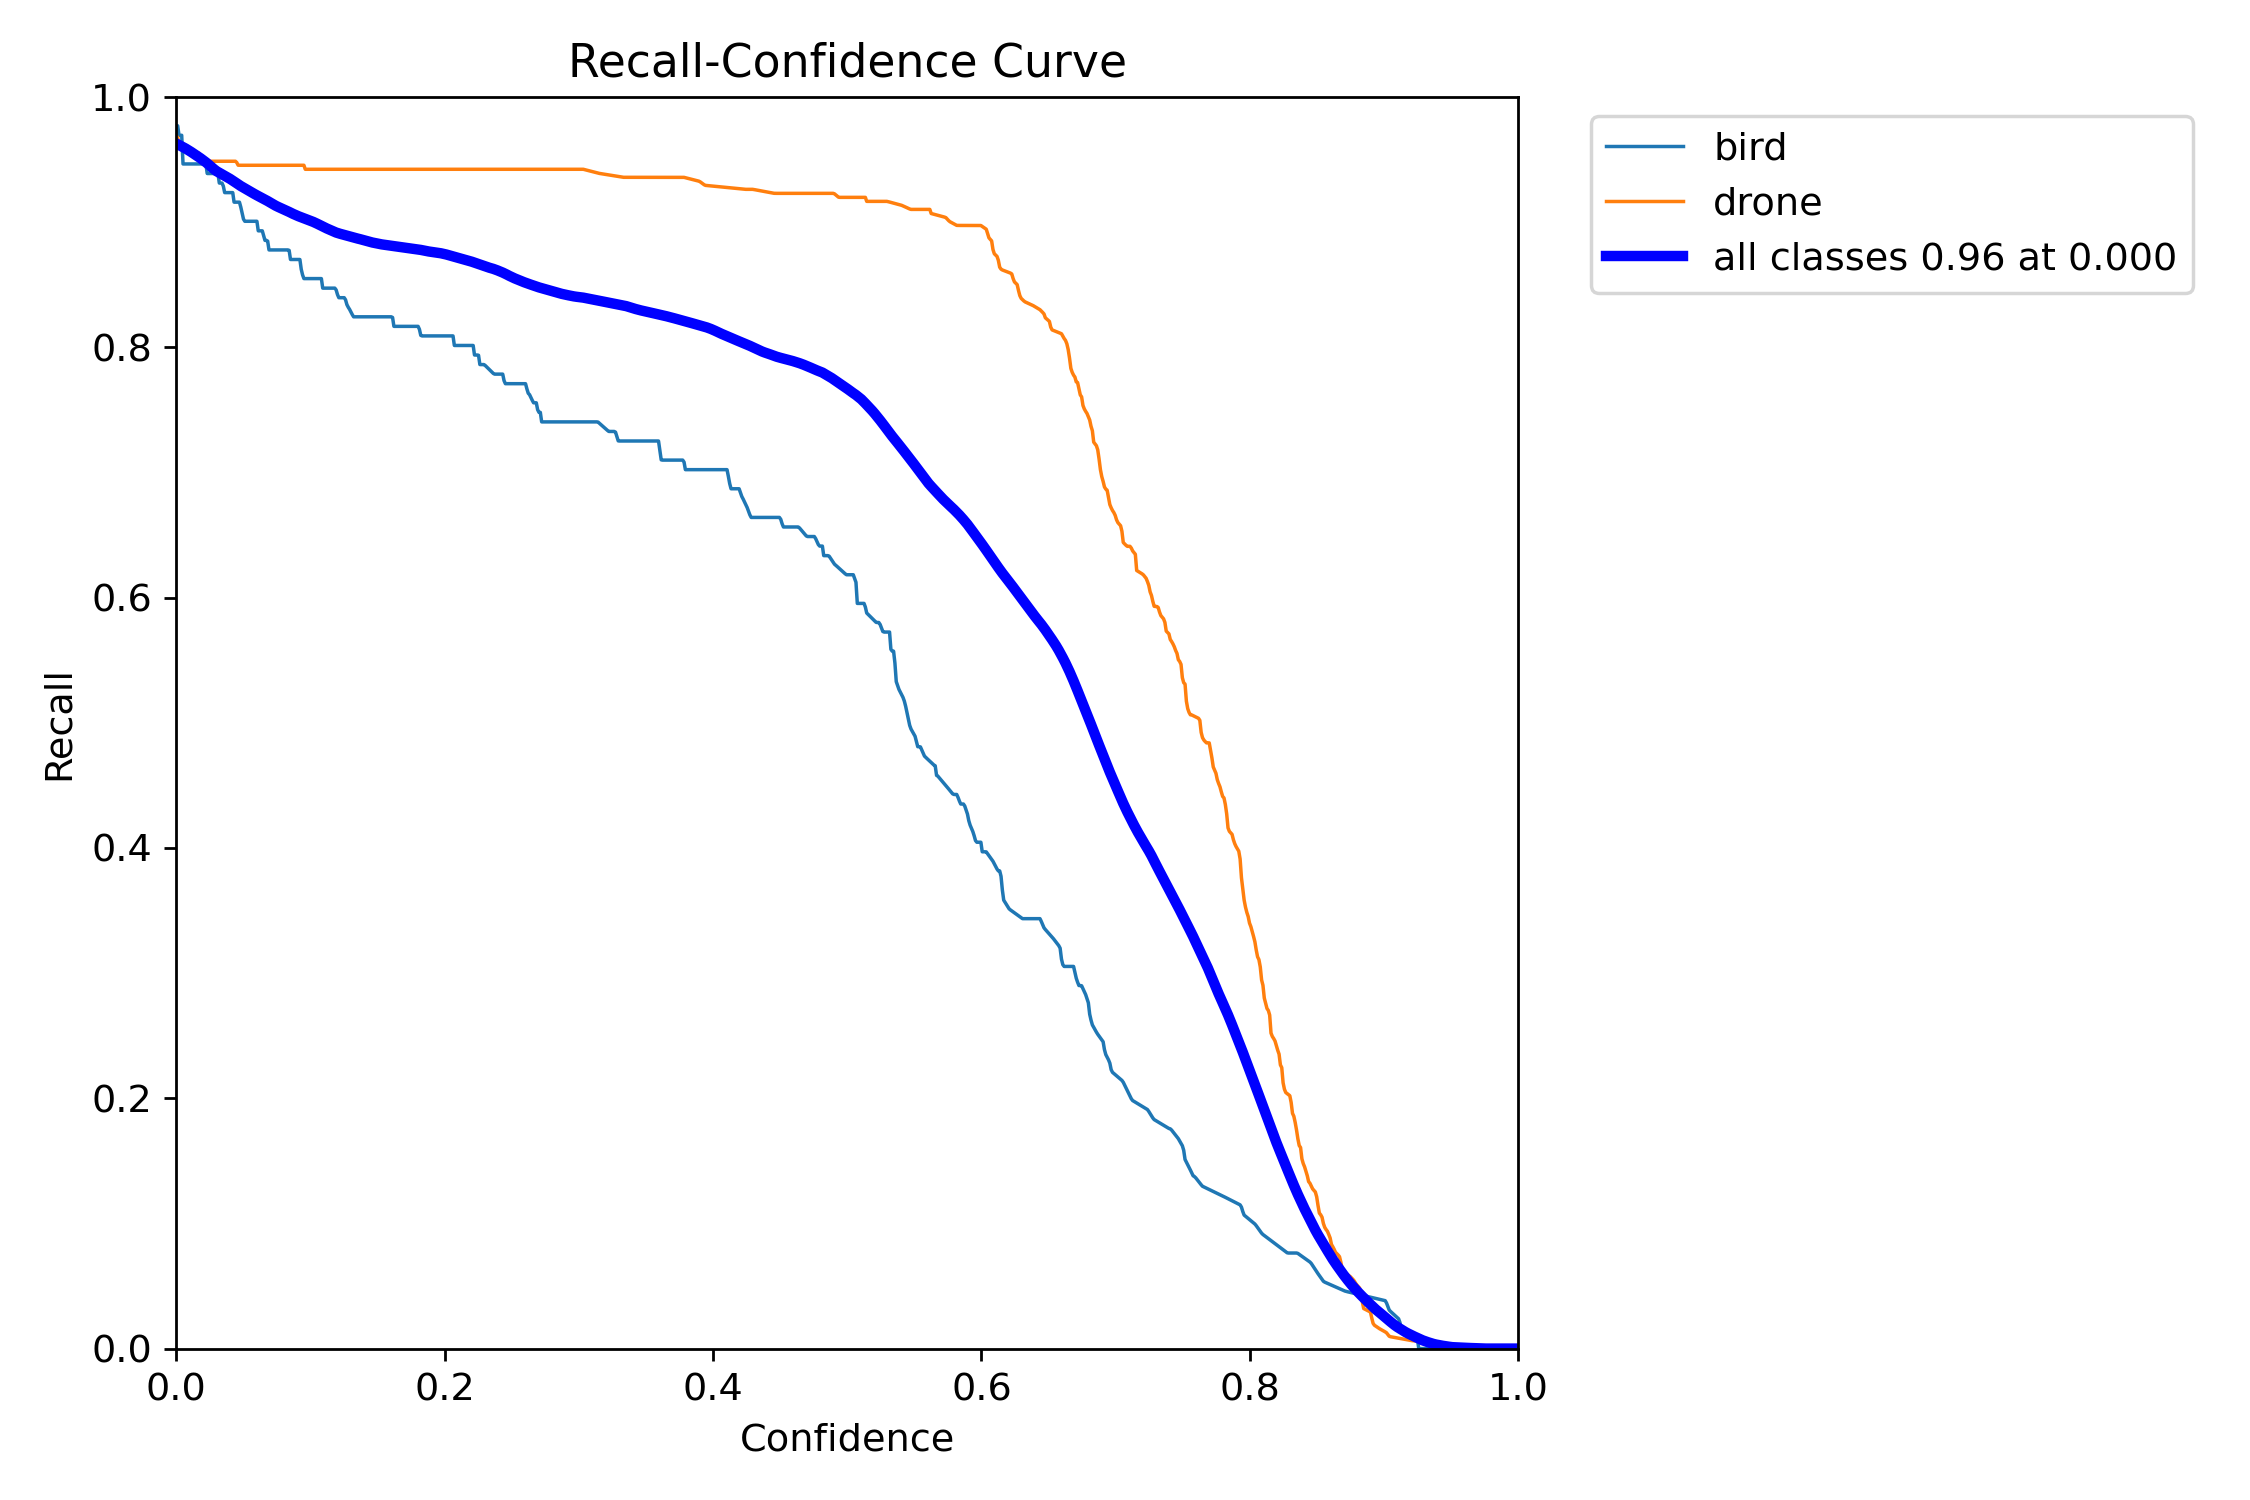 Recall-Confidence Curve
1.0
0.8
0.6
0.4
0.2
0.0
Recall
0.0 0.2 0.4 0.6 0.8 1.0
Confidence
bird
drone
all classes 0.96 at 0.000